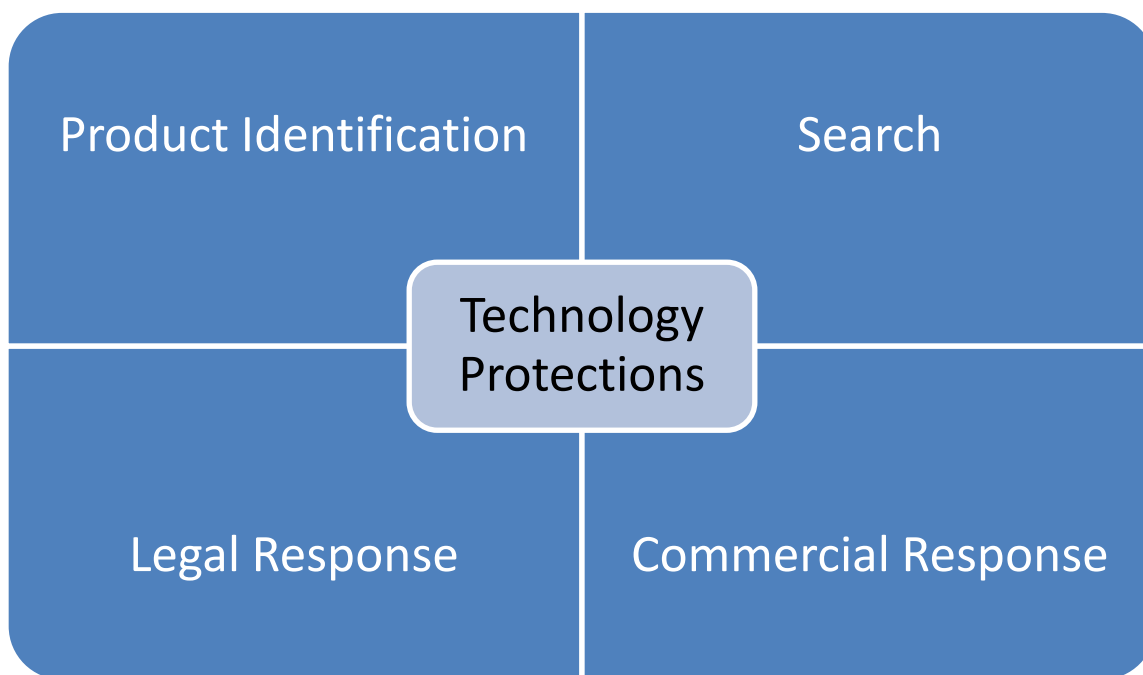 Product Identification
Search
Technology
Protections
Legal Response
Commercial Response